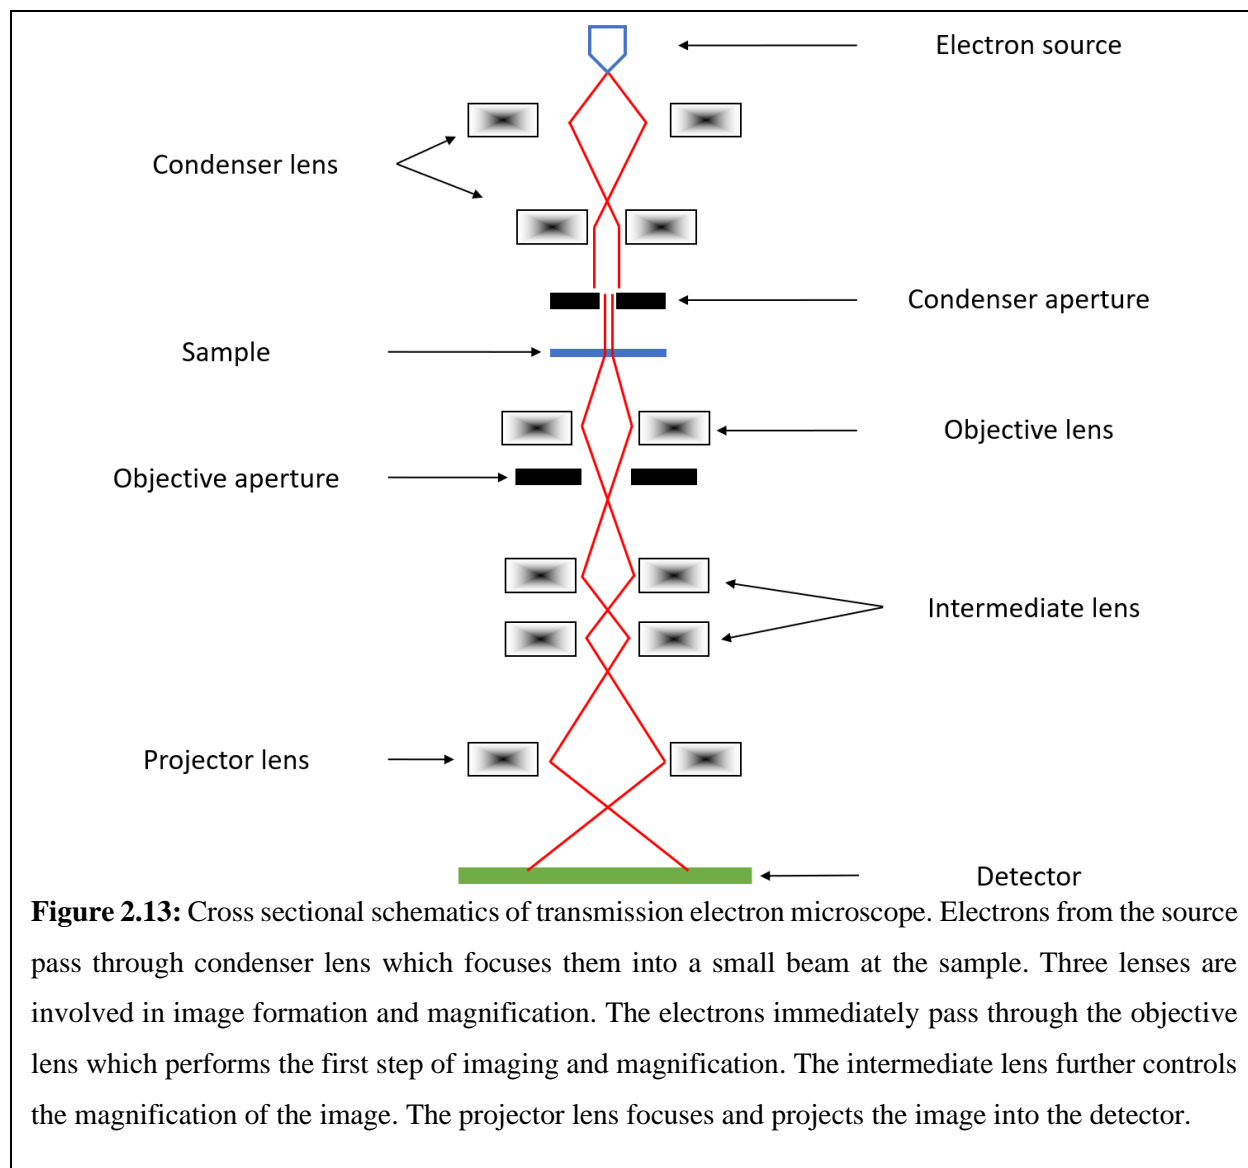 Electron source
Condenser lens
Condenser aperture
Sample
Objective lens
Objective aperture
Intermediate lens
Projector lens
Detector
Figure 2.13: Cross sectional schematics of transmission electron microscope. Electrons from the source
pass through condenser lens which focuses them into a small beam at the sample. Three lenses are
involved in image formation and magnification. The electrons immediately pass through the objective
lens which performs the first step of imaging and magnification. The intermediate lens further controls
the magnification of the image. The projector lens focuses and projects the image into the detector.